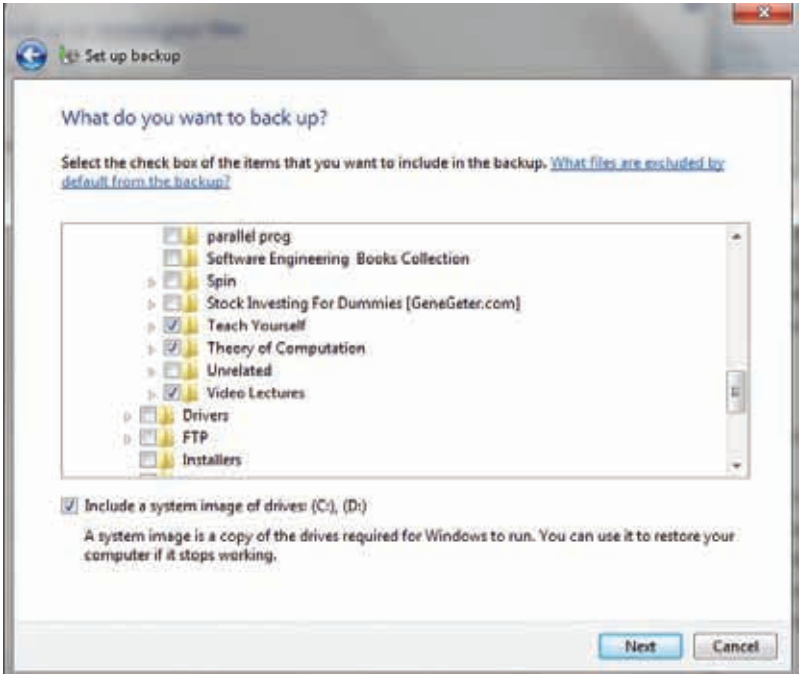 Set up backup
What do you want to back up?
Select the check box of the items that you want to include in the backup. What files are excluded by
default from the backup?
parallel prog
Software Engineering Books Collection
Spin
Stock Investing For Dummies [GeneGeter.com]
Teach Yourself
Theory of Computation
Unrelated
Video Lectures
Drivers
FTP
Installers
Include a system image of drives: (C:), (D:)
A system image is a copy of the drives required for Windows to run. You can use it to restore your
computer if it stops working.
Next
Cancel